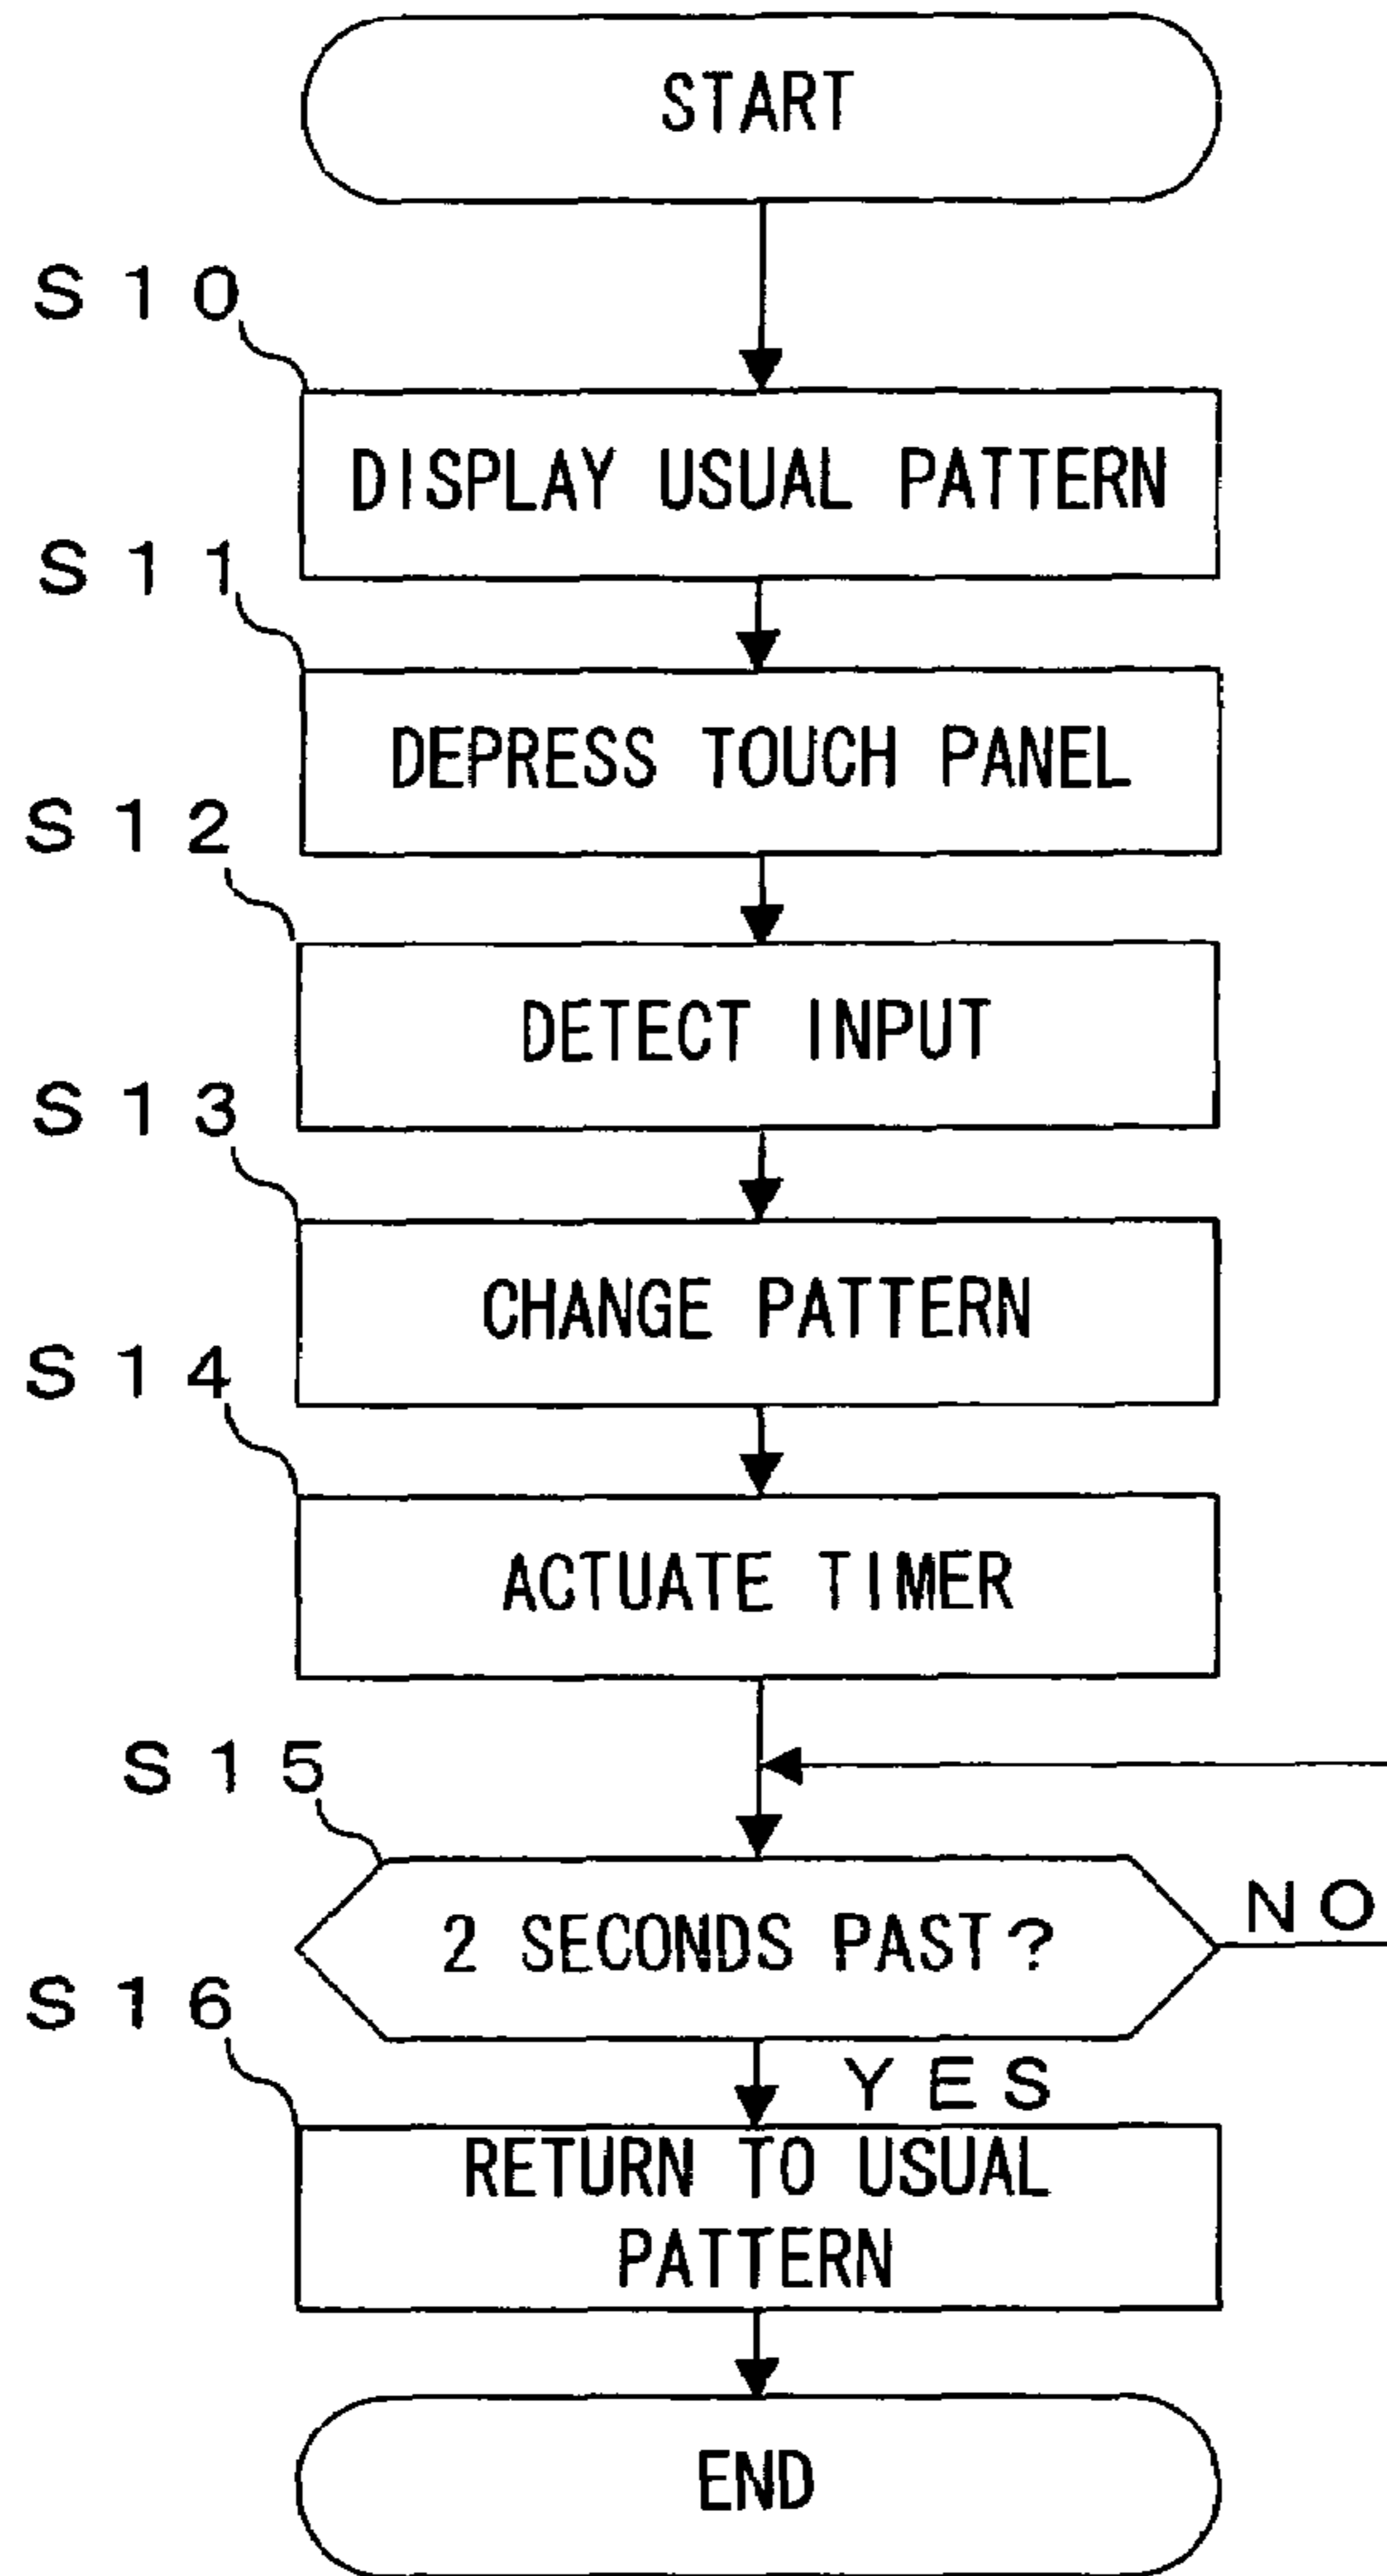 START
S10
DISPLAY USUAL PATTERN
S11
DEPRESS TOUCH PANEL
S12
DETECT INPUT
S13
CHANGE PATTERN
S14
ACTUATE TIMER
S15
2 SECONDS PAST?
NO
S16
YES
RETURN TO USUAL
PATTERN
END